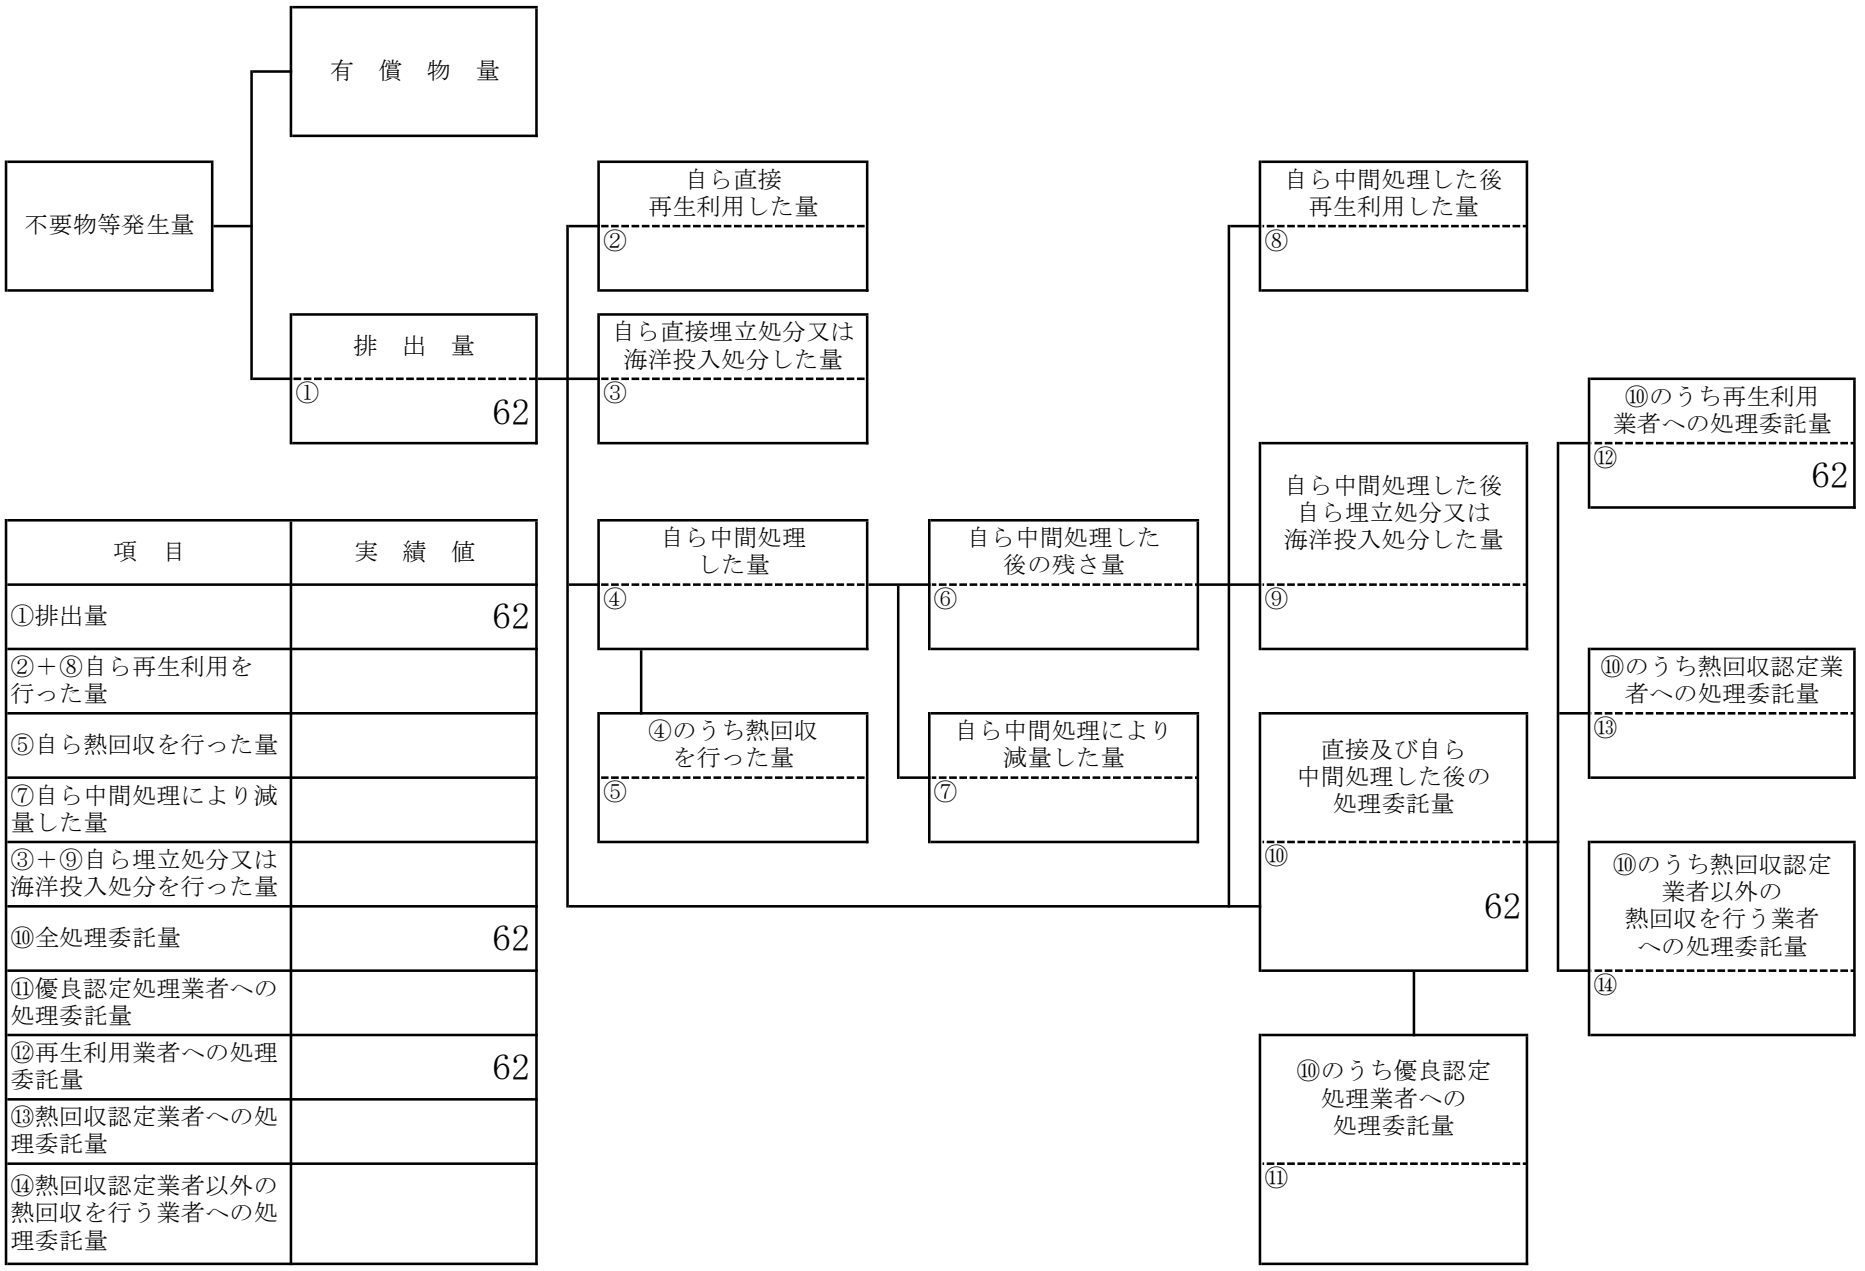 有 償 物 量
不要物等発生量
排 出 量
①
62
自ら直接
再生利用した量
②
自ら直接埋立処分又は
海洋投入処分した量
③
自ら中間処理
した量
④
④のうち熱回収
を行った量
⑤
自ら中間処理した
後の残さ量
⑥
自ら中間処理により
減量した量
⑦
自ら中間処理した後
再生利用した量
⑧
自ら中間処理した後
自ら埋立処分又は
海洋投入処分した量
⑨
直接及び自ら
中間処理した後の
処理委託量
⑩
62
⑩のうち優良認定
処理業者への
処理委託量
⑪
⑩のうち再生利用
業者への処理委託量
⑫
62
⑩のうち熱回収認定業
者への処理委託量
⑬
⑩のうち熱回収認定
業者以外の
熱回収を行う業者
への処理委託量
⑭
項 目
実 績 値
①排出量
62
②＋⑧自ら再生利用を
行った量
⑤自ら熱回収を行った量
⑦自ら中間処理により減
量した量
③＋⑨自ら埋立処分又は
海洋投入処分を行った量
⑩全処理委託量
62
⑪優良認定処理業者への
処理委託量
⑫再生利用業者への処理
委託量
62
⑬熱回収認定業者への処
理委託量
⑭熱回収認定業者以外の
熱回収を行う業者への処
理委託量